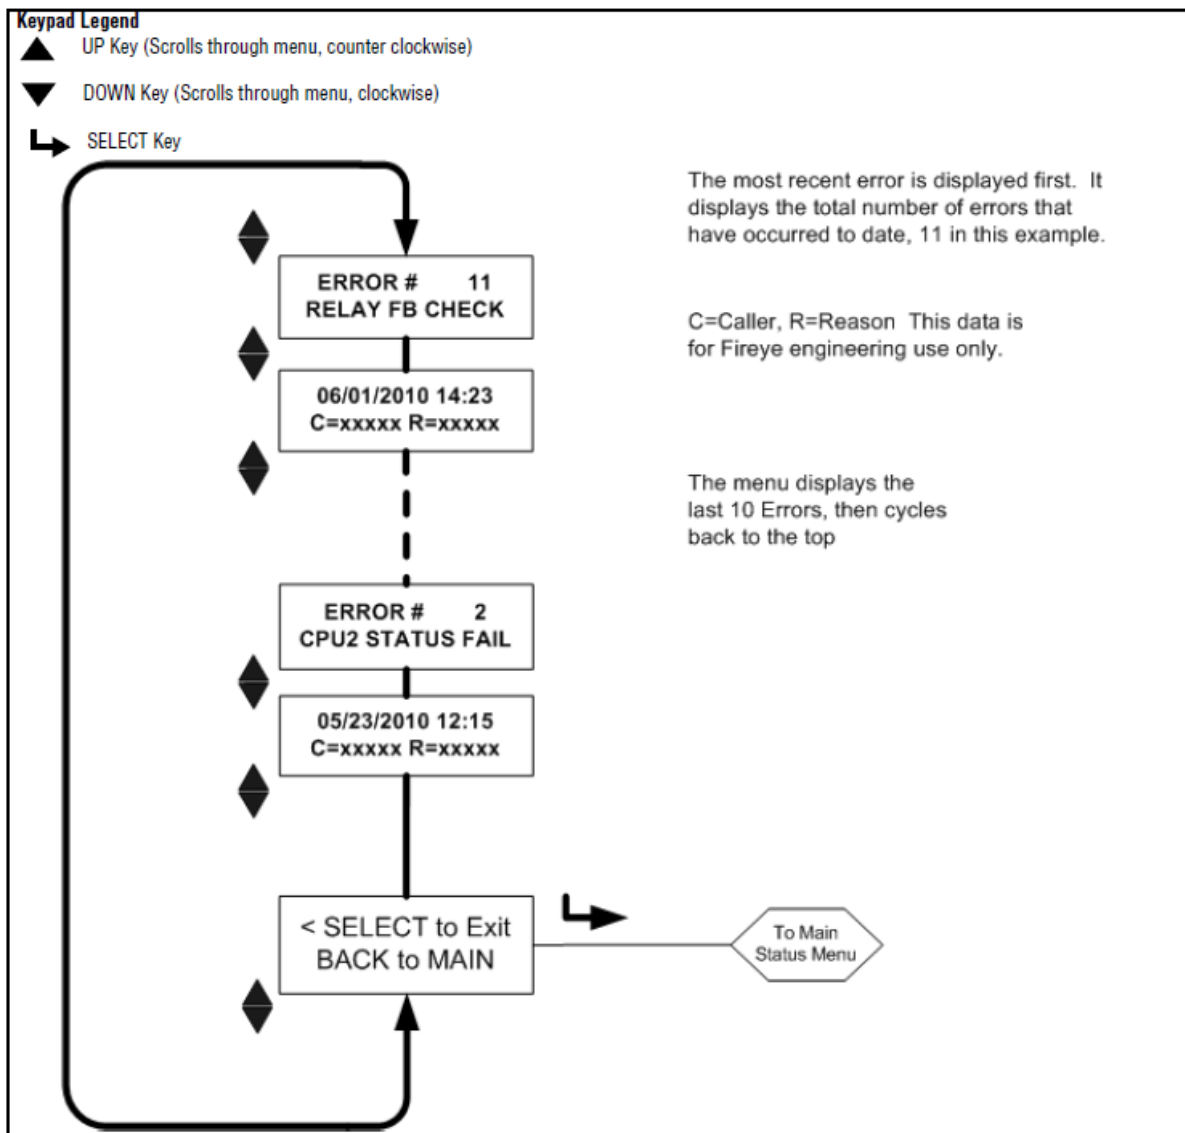 Keypad Legend
UP Key (Scrolls through menu, counter clockwise)
DOWN Key (Scrolls through menu, clockwise)
SELECT Key
The most recent error is displayed first. It
displays the total number of errors that
have occurred to date, 11 in this example.
ERROR # 11
RELAY FB CHECK
C=Caller, R=Reason This data is
for Fireye engineering use only.
06/01/2010 14:23
C=xxxxx R=xxxxx
The menu displays the
last 10 Errors, then cycles
back to the top
ERROR # 2
CPU2 STATUS FAIL
05/23/2010 12:15
C=xxxxx R=xxxxx
< SELECT to Exit
BACK to MAIN
To Main
Status Menu